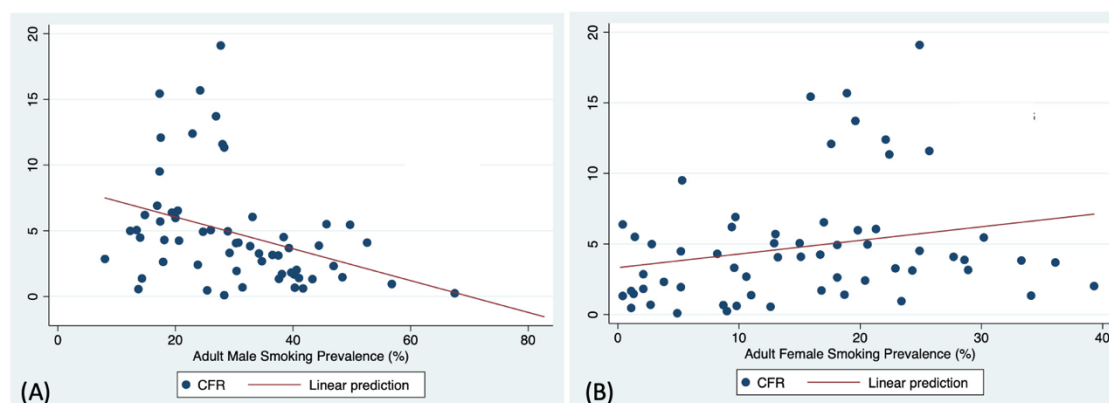 20
15
10
5
0
0 20 40 60 80
Adult Male Smoking Prevalence (%)
CFR Linear prediction
(A)
20
15
10
5
0
0 10 20 30 40
Adult Female Smoking Prevalence (%)
CFR Linear prediction
(B)